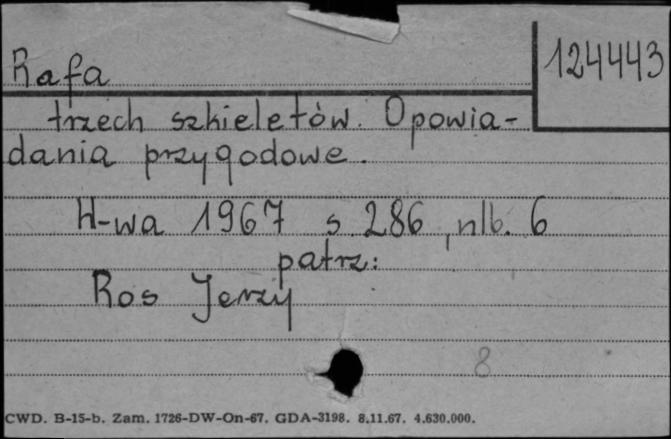 Rafa
124443
trzech szkieletów. Opowia-
dania przygodowe.
W-wa 1967 s 286, nlb. 6
patrz:
Ros Jerzy
8
CWD. B-15-b. Zam. 1726-DW-On-67. GDA-3198. 8.11.67. 4.630.000.